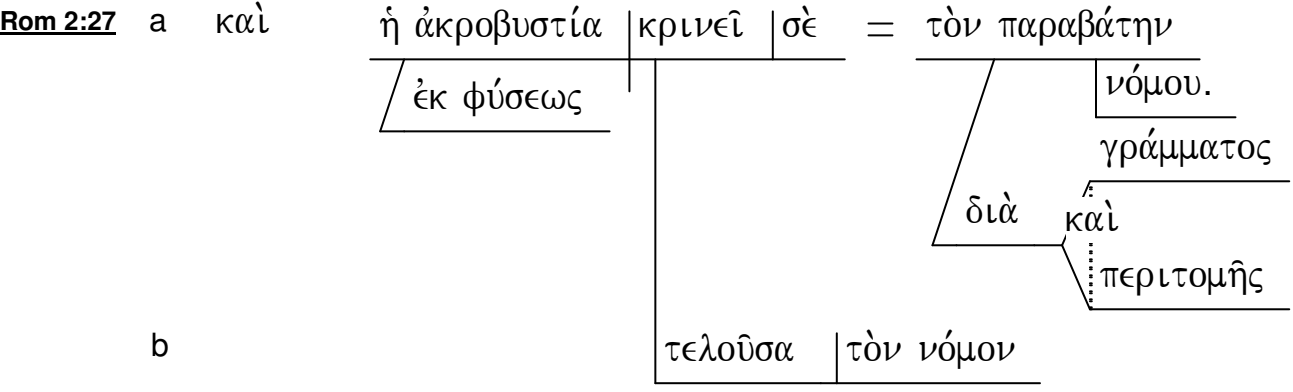 Rom 2:27 a καὶ ἡ ἀκροβυστία κρινεῖ σὲ = τὸν παραβάτην
ἐκ φύσεως νόμου.
γράμματος
διὰ καὶ
περιτομῆς
b τελοῦσα τὸν νόμον